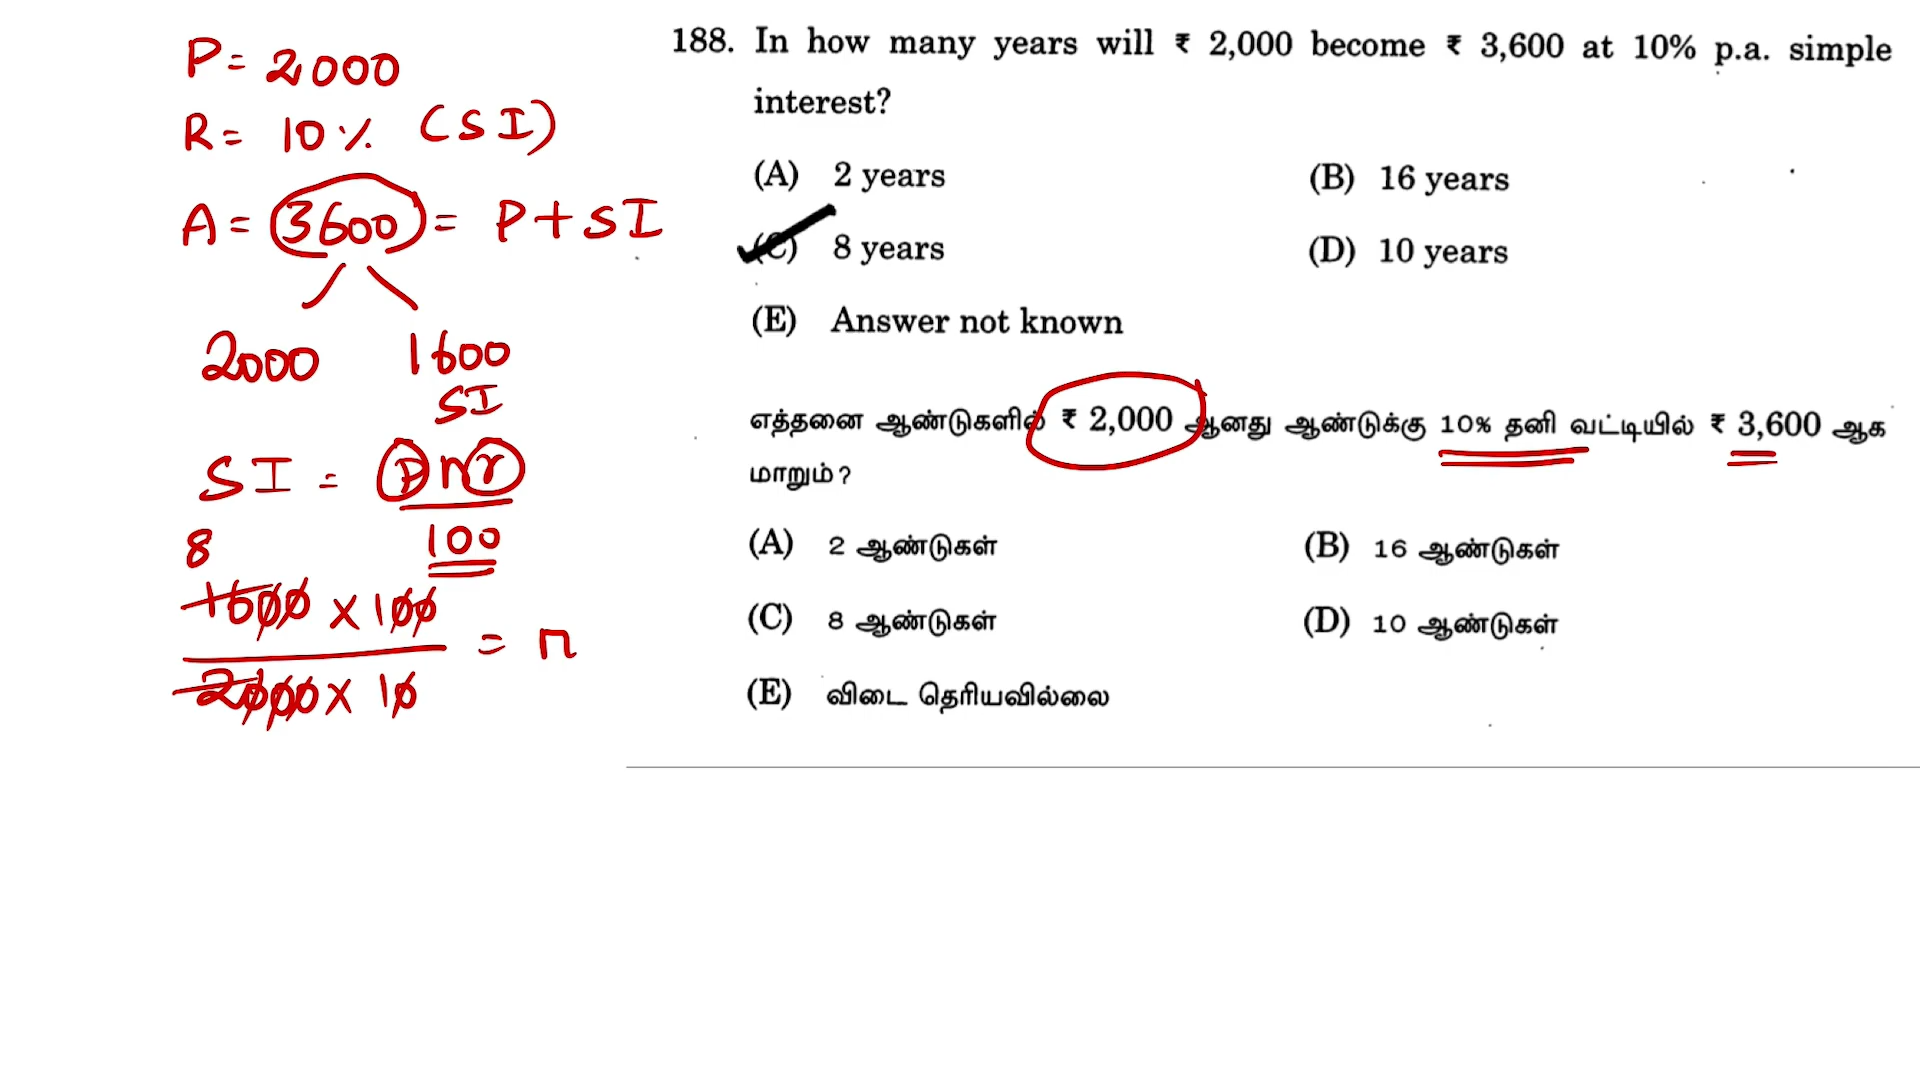 P = 2000
R = 10% (SI)
A = 3600 = P + SI
2000 1600
SI
SI = Pnr
100
8
1600 x 100
= n
2000 x 10
188. In how many years will ₹ 2,000 become ₹ 3,600 at 10% p.a. simple
interest?
(A) 2 years (B) 16 years
(C) 8 years (D) 10 years
(E) Answer not known
எத்தனை ஆண்டுகளில் ₹ 2,000 ஆனது ஆண்டுக்கு 10% தனி வட்டியில் ₹ 3,600 ஆக
மாறும்?
(A) 2 ஆண்டுகள் (B) 16 ஆண்டுகள்
(C) 8 ஆண்டுகள் (D) 10 ஆண்டுகள்
(E) விடை தெரியவில்லை